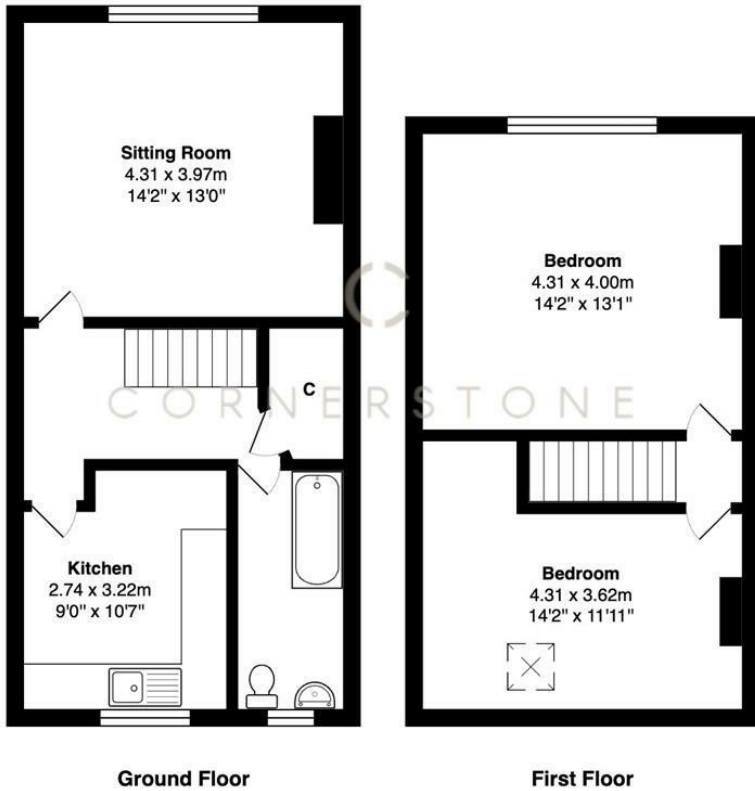 Sitting Room
4.31 x 3.97m
14'2" x 13'0"
C
CORNERSTONE
C
Kitchen
2.74 x 3.22m
9'0" x 10'7"
Ground Floor
Bedroom
4.31 x 4.00m
14'2" x 13'1"
Bedroom
4.31 x 3.62m
14'2" x 11'11"
First Floor